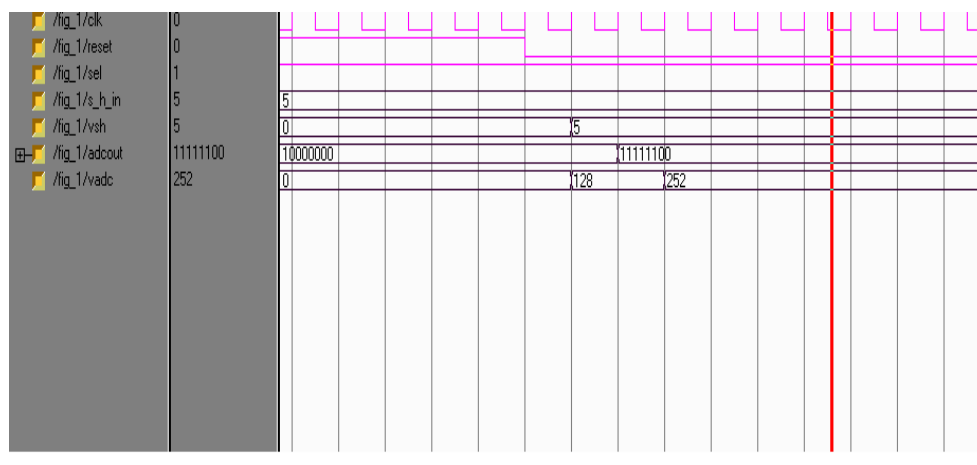 /fig_1/clk 0
/fig_1/reset 0
/fig_1/sel 1
/fig_1/s_h_in 5 5
/fig_1/vsh 5 0 5
/fig_1/adcout 11111100 10000000 11111100
/fig_1/vadc 252 0 128 252